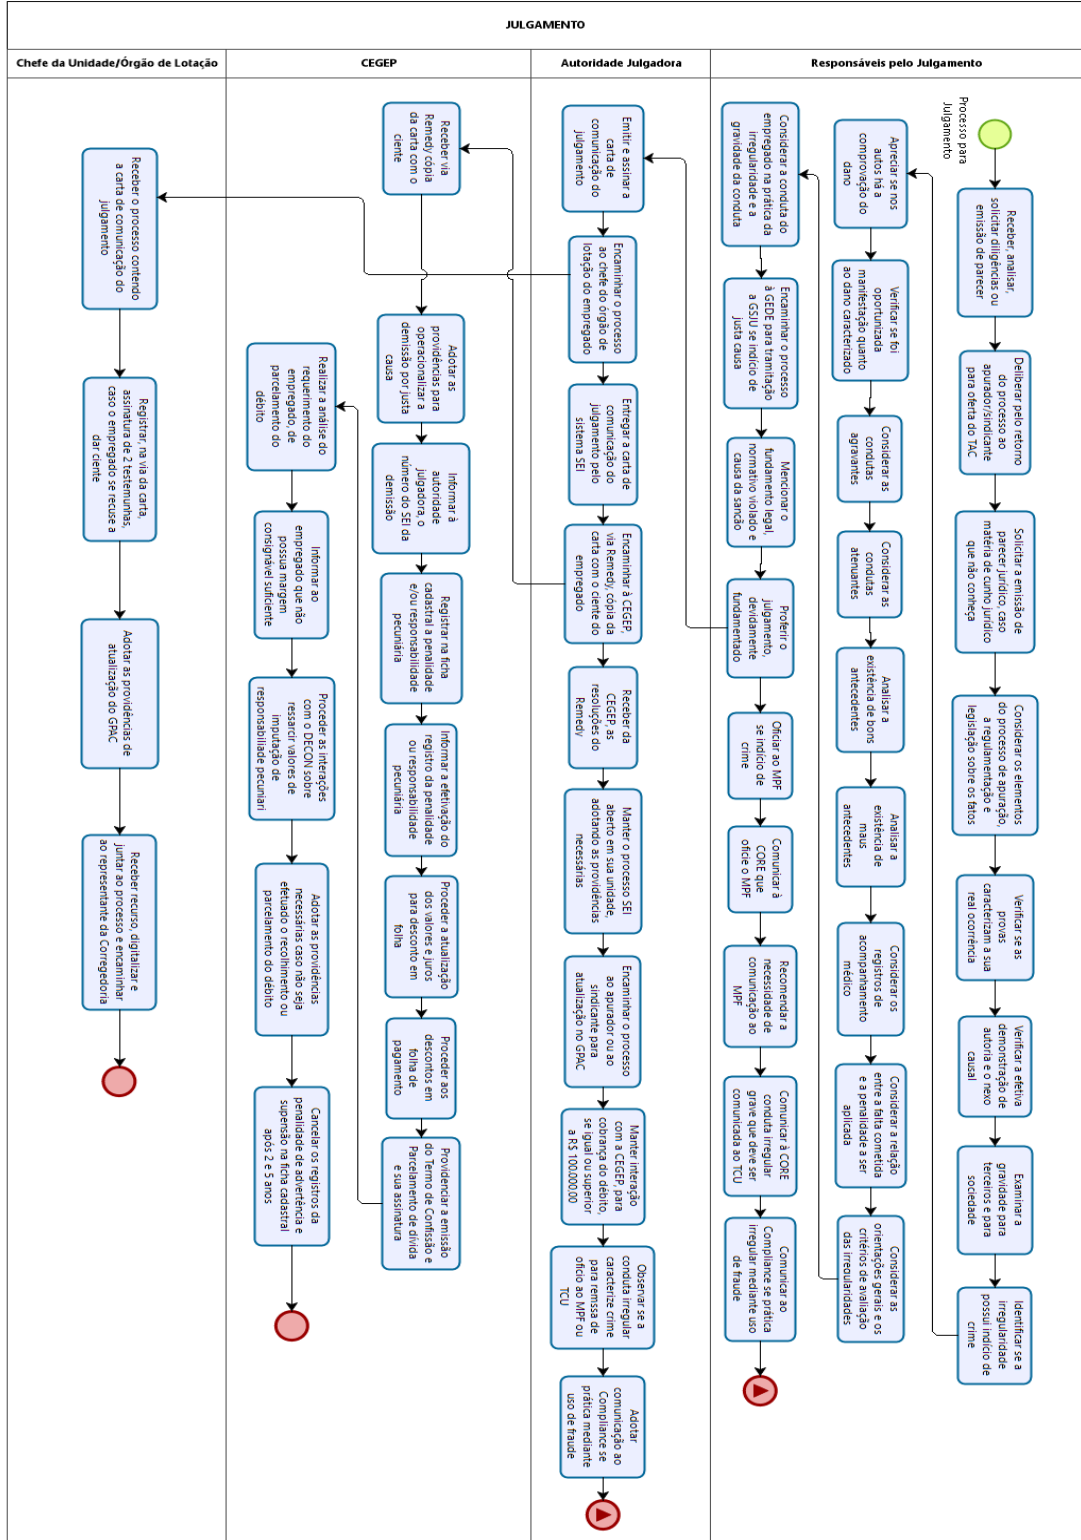 JULGAMENTO
Chefe da Unidade/Órgão de Lotação
CEGEP
Autoridade Julgadora
Responsáveis pelo Julgamento
Processo para
Julgamento
Receber, analisar,
solicitar diligências ou
emissão de parecer
Deliberar pelo retorno
do processo ao
apurador/sindicante
para oferta do TAC
Solicitar a emissão de
parecer jurídico, caso
matéria de cunho jurídico
que não conheça
Considerar os elementos
do processo de apuração,
a regulamentação e
legislação sobre os fatos
Verificar se as
provas
caracterizam a sua
real ocorrência
Verificar a efetiva
demonstração de
autoria e o nexo
causal
Examinar a
gravidade para
terceiros e para
sociedade
Identificar se a
irregularidade
possui indício de
crime
Apreciar se nos
autos há a
comprovação do
dano
Verificar se foi
oportunizada
manifestação quanto
ao dano caracterizado
Considerar as
condutas
agravantes
Considerar as
condutas
atenuantes
Analisar a
existência de bons
antecedentes
Analisar a
existência de
maus
antecedentes
Considerar os
registros de
acompanhamento
médico
Considerar a relação
entre a falta cometida
e a penalidade a ser
aplicada
Considerar as
orientações gerais e os
critérios de avaliação
das irregularidades
Considerar a conduta do
empregado na prática da
irregularidade e a
gravidade da conduta
Encaminhar o processo
à GEDE para tramitação
a GSJU se indício de
justa causa
Mencionar o
fundamento legal,
normativo violado e
causa da sanção
Proferir o
julgamento,
devidamente
fundamentado
Oficiar ao MPF
se indício de
crime
Comunicar à
CORE que
oficie o MPF
Recomendar a
necessidade de
comunicação ao
MPF
Comunicar à CORE
conduta irregular
grave que deve ser
comunicada ao TCU
Comunicar ao
Compliance se prática
irregular mediante uso
de fraude
Emitir e assinar a
carta de
comunicação do
julgamento
Encaminhar o processo
ao chefe do órgão de
lotação do empregado
Entregar a carta de
comunicação do
julgamento pelo
sistema SEI
Encaminhar à CEGEP,
via Remedy, cópia da
carta com o ciente do
empregado
Receber da
CEGEP, as
resoluções do
Remedy
Manter o processo SEI
aberto em sua unidade,
adotando as providências
necessárias
Encaminhar o processo
ao apurador ou ao
sindicante para
atualização no GPAC
Manter interação
com a CEGEP, para
cobrança do débito,
se igual ou superior
a R$ 100.000,00
Observar se a
conduta irregular
caracterize crime
para remissa de
ofício ao MPF ou
TCU
Adotar
comunicação ao
Compliance se
prática mediante
uso de fraude
Receber via
Remedy cópia
da carta com o
ciente
Adotar as
providências para
operacionalizar a
demissão por justa
causa
Informar à
autoridade
julgadora, o
número do SEI da
demissão
Registrar na ficha
cadastral a penalidade
e/ou responsabilidade
pecuniária
Informar a efetivação do
registro da penalidade
ou responsabilidade
pecuniária
Proceder a atualização
dos valores e juros
para desconto em
folha
Proceder aos
descontos em
folha de
pagamento
Providenciar a emissão
do Termo de Confissão e
Parcelamento de dívida
e sua assinatura
Realizar a análise do
requerimento do
empregado, de
parcelamento do
débito
Informar ao
empregado que não
possua margem
consignável suficiente
Proceder as interações
com o DECON sobre
ressarcir valores de
imputação de
responsabiliade pecuniari
Adotar as providências
necessárias caso não seja
efetuado o recolhimento ou
parcelamento do débito
Cancelar os registros da
penalidade de advertência e
supensão na ficha cadastral
após 2 e 5 anos
Receber o processo contendo
a carta de comunicação do
julgamento
Registrar, na via da carta,
assinatura de 2 testemunhas,
caso o empregado se recuse a
dar ciente
Adotar as providências de
atualização do GPAC
Receber recurso, digitalizar e
juntar ao processo e encaminhar
ao representante da Corregedoria